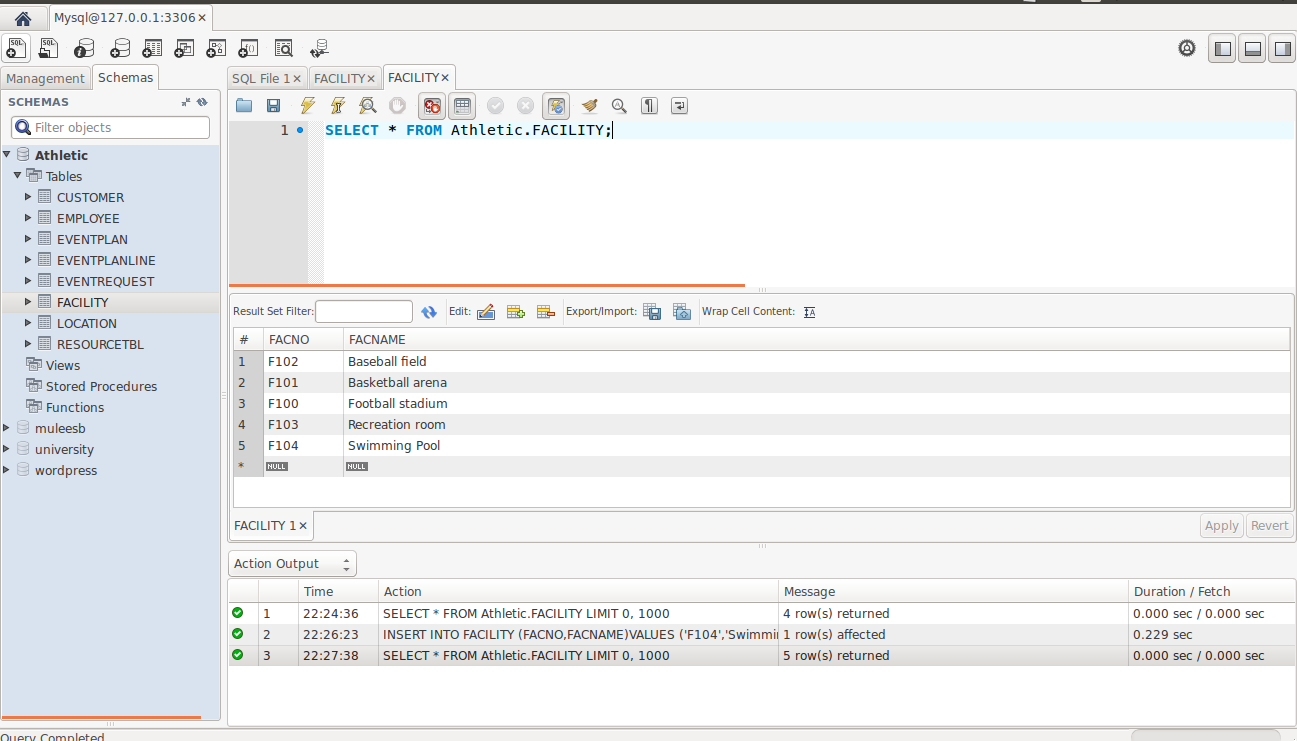 Mysql@127.0.0.1:3306 ×
Management Schemas
SQL File 1 × FACILITY × FACILITY ×
SCHEMAS
Filter objects
1 SELECT * FROM Athletic.FACILITY;
Athletic
Tables
CUSTOMER
EMPLOYEE
EVENTPLAN
EVENTPLANLINE
EVENTREQUEST
FACILITY
LOCATION
RESOURCETBL
Views
Stored Procedures
Functions
muleesb
university
wordpress
Result Set Filter: Edit: Export/Import: Wrap Cell Content:
# FACNO FACNAME
1 F102 Baseball field
2 F101 Basketball arena
3 F100 Football stadium
4 F103 Recreation room
5 F104 Swimming Pool
* NULL NULL
FACILITY 1 × Apply Revert
Action Output
Time Action Message Duration / Fetch
1 22:24:36 SELECT * FROM Athletic.FACILITY LIMIT 0, 1000 4 row(s) returned 0.000 sec / 0.000 sec
2 22:26:23 INSERT INTO FACILITY (FACNO,FACNAME)VALUES ('F104','Swimmi 1 row(s) affected 0.229 sec
3 22:27:38 SELECT * FROM Athletic.FACILITY LIMIT 0, 1000 5 row(s) returned 0.000 sec / 0.000 sec
Query Completed